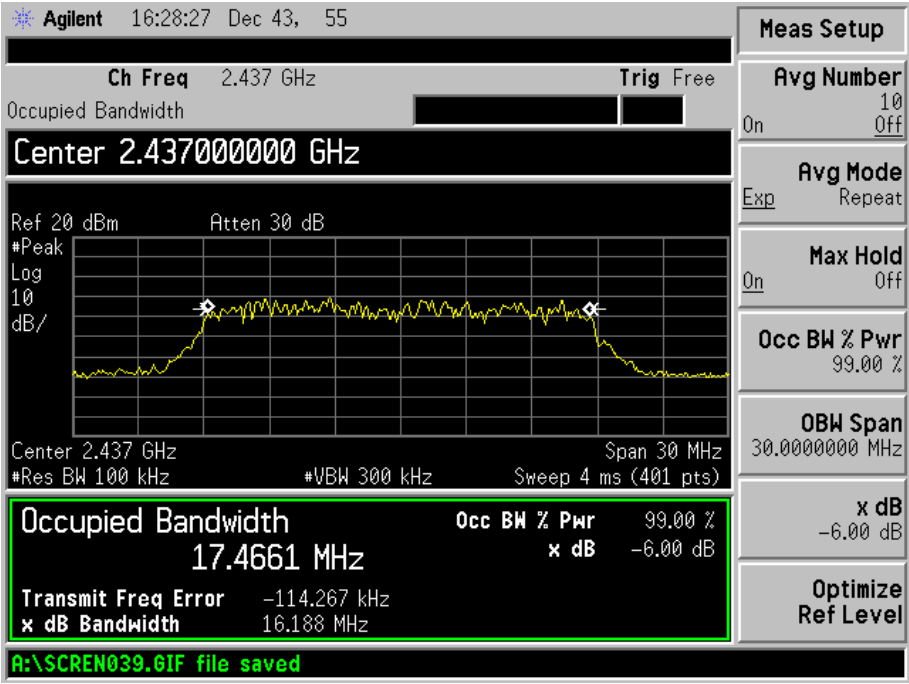 Agilent 16:28:27 Dec 43, 55
Ch Freq 2.437 GHz Trig Free
Occupied Bandwidth
Center 2.437000000 GHz
Ref 20 dBm Atten 30 dB
#Peak
Log
10
dB/
Center 2.437 GHz Span 30 MHz
#Res BW 100 kHz #VBW 300 kHz Sweep 4 ms (401 pts)
Occupied Bandwidth Occ BW % Pwr 99.00 %
17.4661 MHz x dB -6.00 dB
Transmit Freq Error -114.267 kHz
x dB Bandwidth 16.188 MHz
A:\SCREN039.GIF file saved
Meas Setup
Avg Number
10
On Off
Avg Mode
Exp Repeat
Max Hold
On Off
Occ BW % Pwr
99.00 %
OBW Span
30.0000000 MHz
x dB
-6.00 dB
Optimize
Ref Level